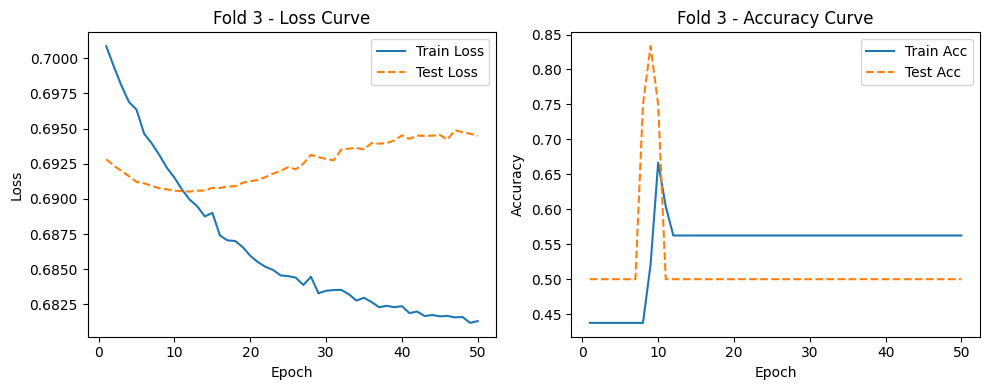 Fold 3 - Loss Curve
Train Loss
Test Loss
0.7000
0.6975
0.6950
0.6925
0.6900
0.6875
0.6850
0.6825
Loss
0 10 20 30 40 50
Epoch
Fold 3 - Accuracy Curve
Train Acc
Test Acc
0.85
0.80
0.75
0.70
0.65
0.60
0.55
0.50
0.45
Accuracy
0 10 20 30 40 50
Epoch